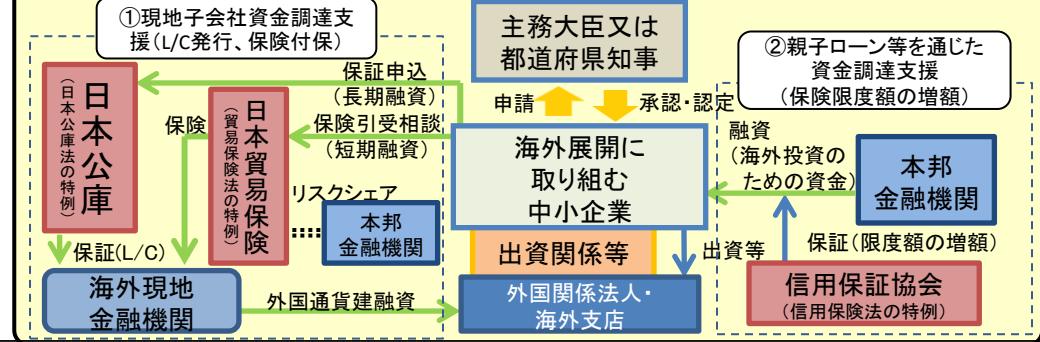 ①現地子会社資金調達支
援(L/C発行、保険付保)
主務大臣又は
都道府県知事
②親子ローン等を通じた
資金調達支援
(保険限度額の増額)
日本公庫
(日本公庫法の特例)
保証申込
(長期融資)
申請
承認・認定
保険
日本貿易保険
(貿易保険法の特例)
保険引受相談
(短期融資)
海外展開に
取り組む
中小企業
融資
(海外投資の
ための資金)
本邦
金融機関
リスクシェア
本邦
金融機関
保証(L/C)
出資関係等
出資等
保証(限度額の増額)
海外現地
金融機関
外国通貨建融資
外国関係法人・
海外支店
信用保証協会
(信用保険法の特例)